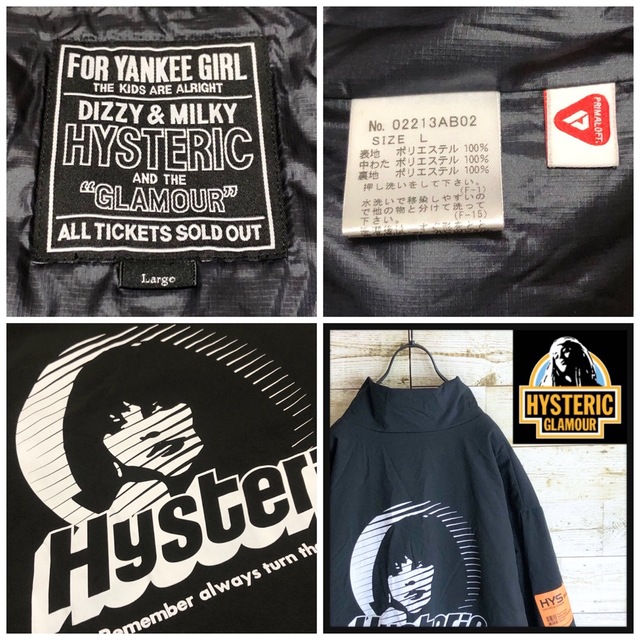 FOR YANKEE GIRL
THE KIDS ARE ALRIGHT
DIZZY & MILKY
HYSTERIC
AND THE
"GLAMOUR"
ALL TICKETS SOLD OUT
Large
No. 02213AB02
SIZE L
表地 ポリエステル 100%
中わた ポリエステル 100%
裏地 ポリエステル 100%
押し洗いをして下さい。
(F-1)
水洗いで移染しやすいの
で他の物と分けて洗って
下さい。 (F-15)
PRIMALOFT
Hysteric
Remember always turn the
HYSTERIC
GLAMOUR
Hysteric
HYS